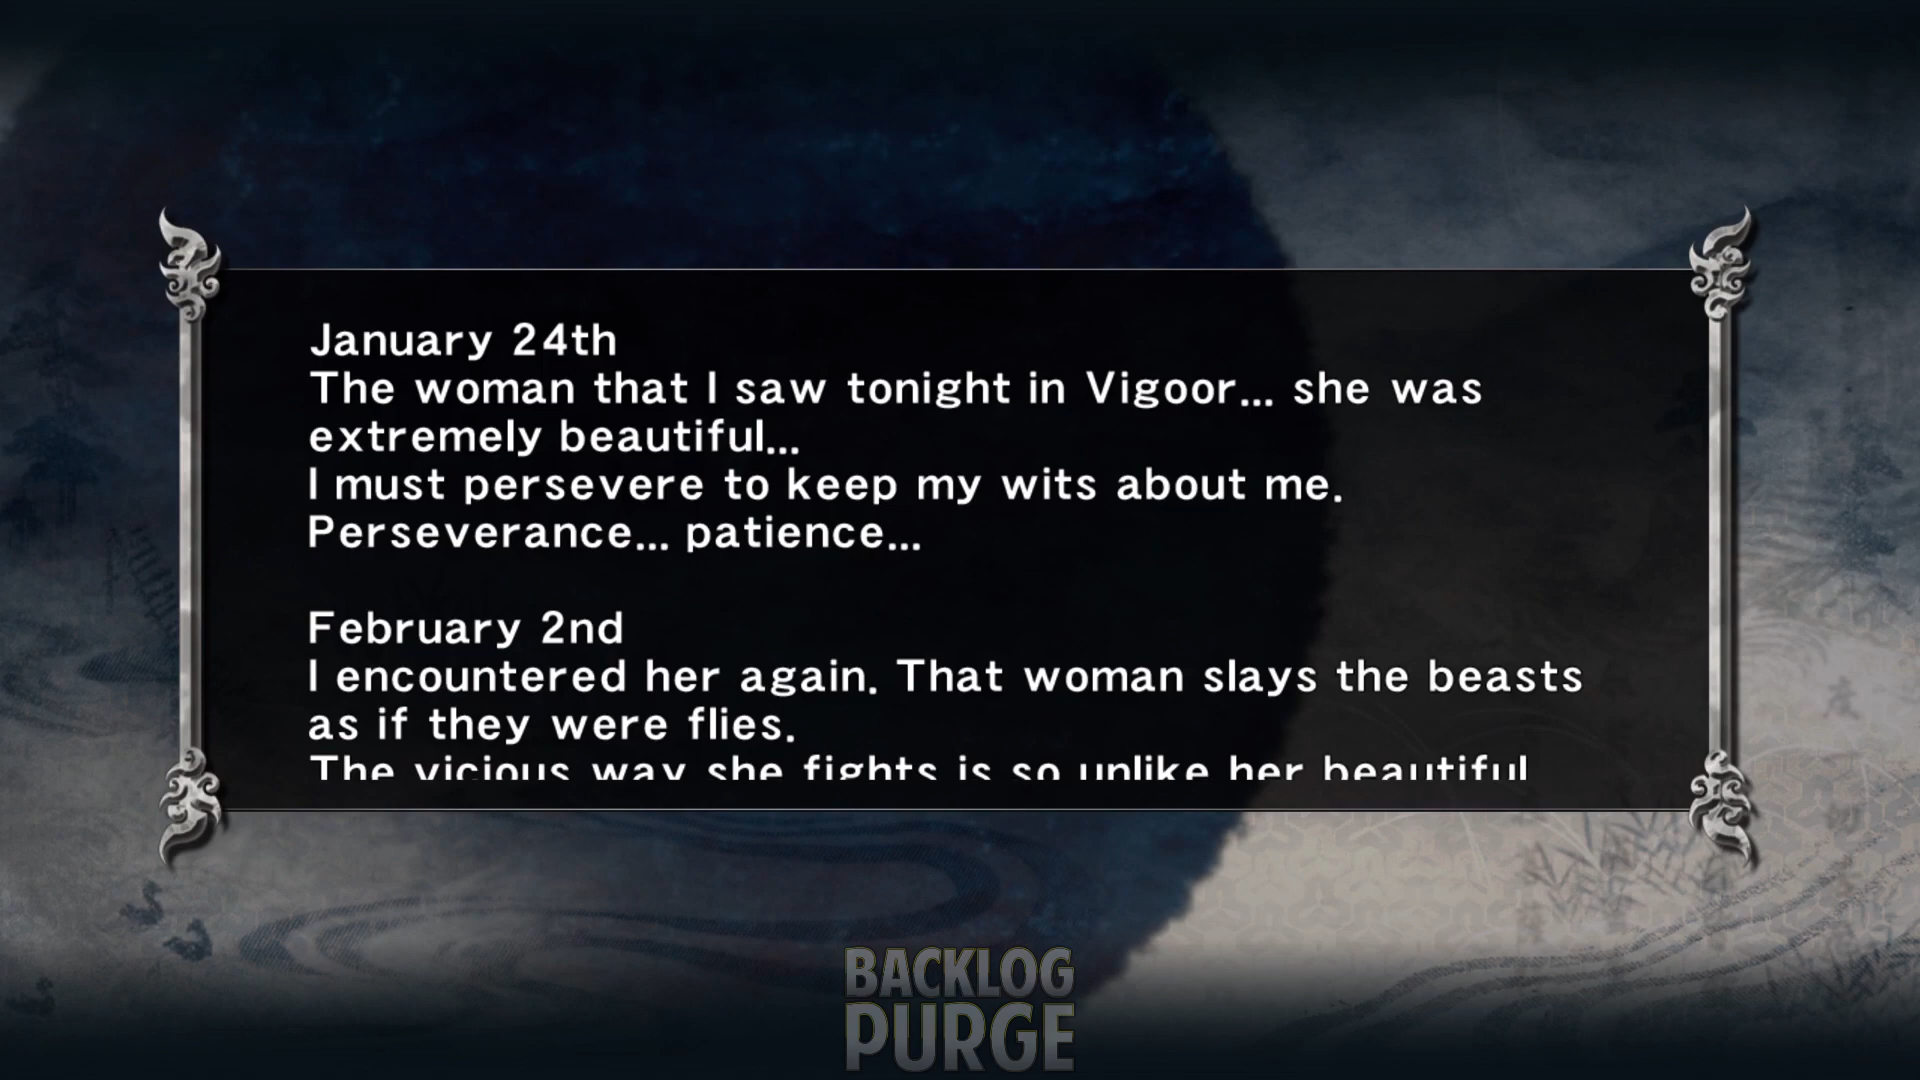 January 24th
The woman that I saw tonight in Vigoor... she was
extremely beautiful...
I must persevere to keep my wits about me.
Perseverance... patience...
February 2nd
I encountered her again. That woman slays the beasts
as if they were flies.
The vicious way she fights is so unlike her beautiful
BACKLOG
PURGE